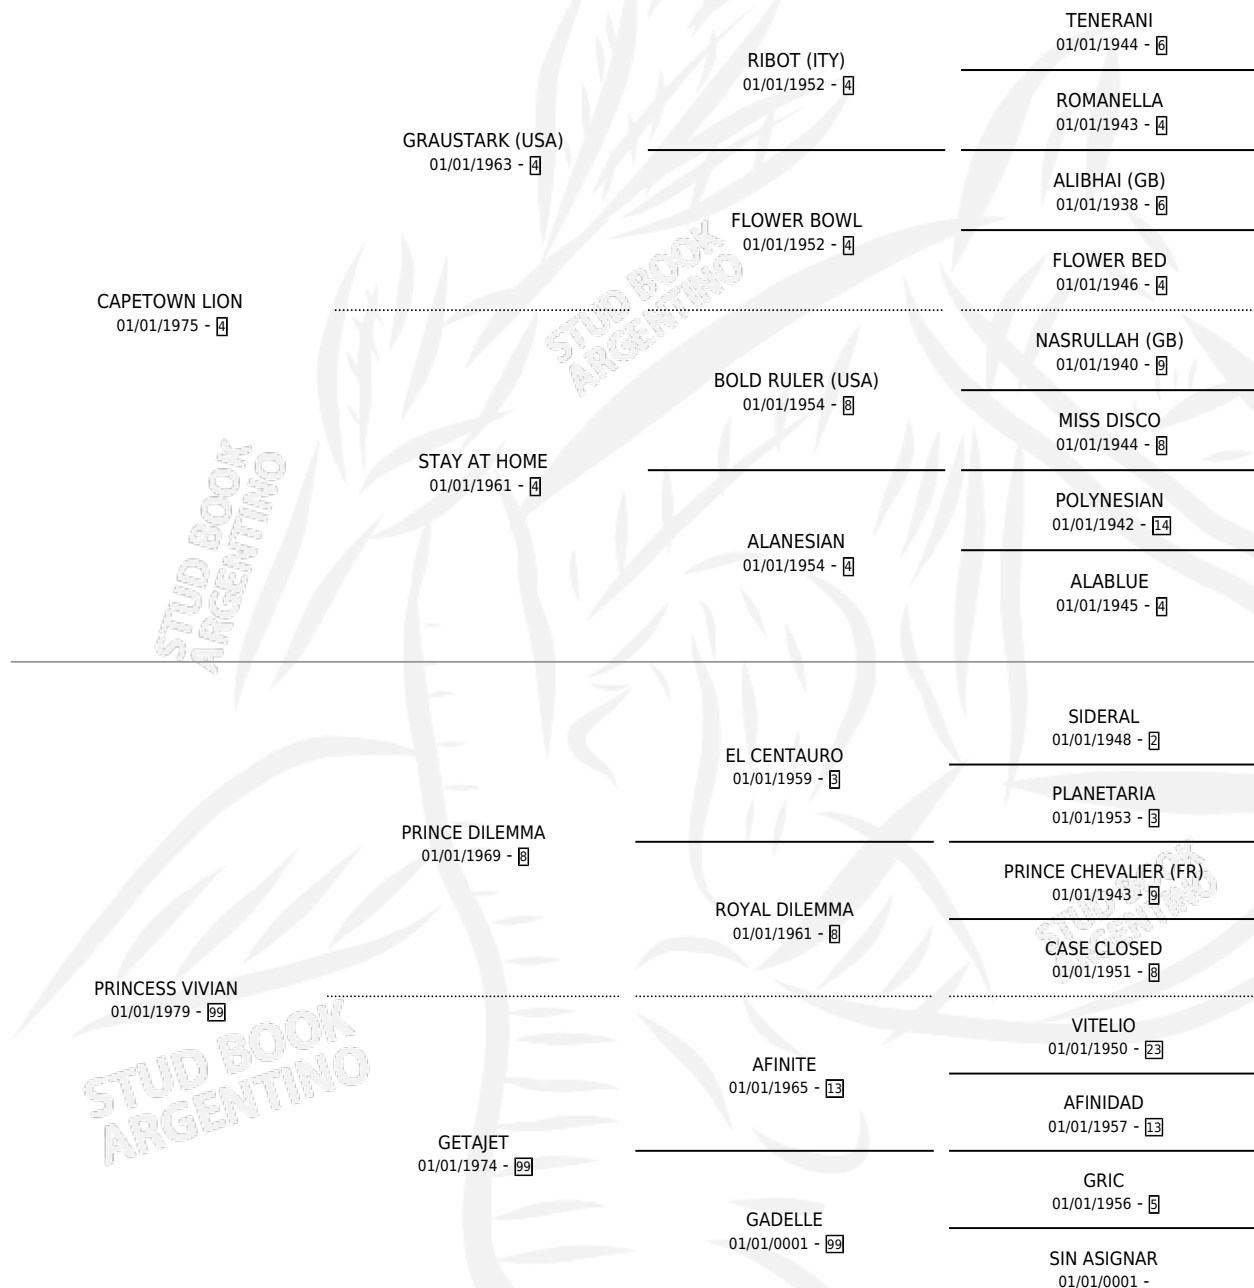 TENERANI
01/01/1944 - 6
RIBOT (ITY)
01/01/1952 - 4
ROMANELLA
01/01/1943 - 4
GRAUSTARK (USA)
01/01/1963 - 4
ALIBHAI (GB)
01/01/1938 - 6
FLOWER BOWL
01/01/1952 - 4
FLOWER BED
01/01/1946 - 4
CAPETOWN LION
01/01/1975 - 4
STUD BOOK
ARGENTINO
NASRULLAH (GB)
01/01/1940 - 9
BOLD RULER (USA)
01/01/1954 - 8
MISS DISCO
01/01/1944 - 8
STAY AT HOME
01/01/1961 - 4
POLYNESIAN
01/01/1942 - 14
ALANESIAN
01/01/1954 - 4
ALABLUE
01/01/1945 - 4
STUD BOOK
ARGENTINO
SIDERAL
01/01/1948 - 2
EL CENTAURO
01/01/1959 - 3
PLANETARIA
01/01/1953 - 3
PRINCE DILEMMA
01/01/1969 - 8
PRINCE CHEVALIER (FR)
01/01/1943 - 9
ROYAL DILEMMA
01/01/1961 - 8
STUD BOOK
ARGENTINO
CASE CLOSED
01/01/1951 - 8
PRINCESS VIVIAN
01/01/1979 - 99
VITELIO
01/01/1950 - 23
STUD BOOK
ARGENTINO
AFINITE
01/01/1965 - 13
AFINIDAD
01/01/1957 - 13
GETAJET
01/01/1974 - 99
GRIC
01/01/1956 - 5
GADELLE
01/01/0001 - 99
SIN ASIGNAR
01/01/0001 -